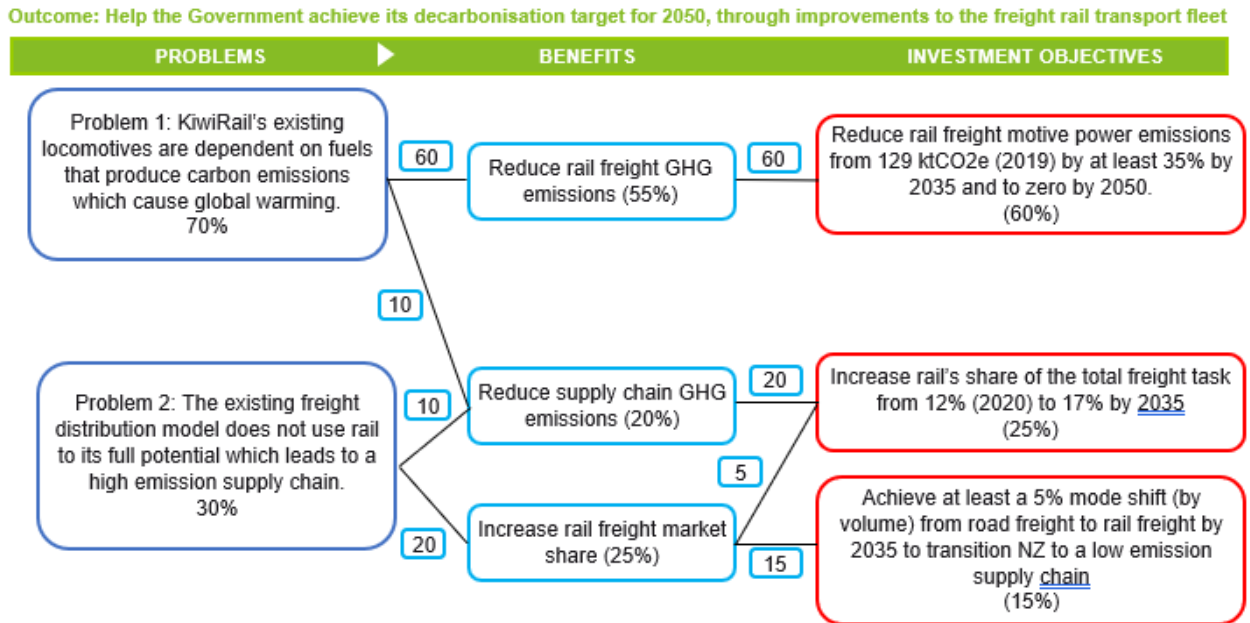 Outcome: Help the Government achieve its decarbonisation target for 2050, through improvements to the freight rail transport fleet
PROBLEMS
BENEFITS
INVESTMENT OBJECTIVES
Problem 1: KiwiRail's existing
locomotives are dependent on fuels
that produce carbon emissions
which cause global warming.
70%
60
Reduce rail freight GHG
emissions (55%)
60
Reduce rail freight motive power emissions
from 129 ktCO2e (2019) by at least 35% by
2035 and to zero by 2050.
(60%)
10
Problem 2: The existing freight
distribution model does not use rail
to its full potential which leads to a
high emission supply chain.
30%
10
Reduce supply chain GHG
emissions (20%)
20
Increase rail's share of the total freight task
from 12% (2020) to 17% by 2035
(25%)
5
20
Increase rail freight market
share (25%)
15
Achieve at least a 5% mode shift (by
volume) from road freight to rail freight by
2035 to transition NZ to a low emission
supply chain
(15%)